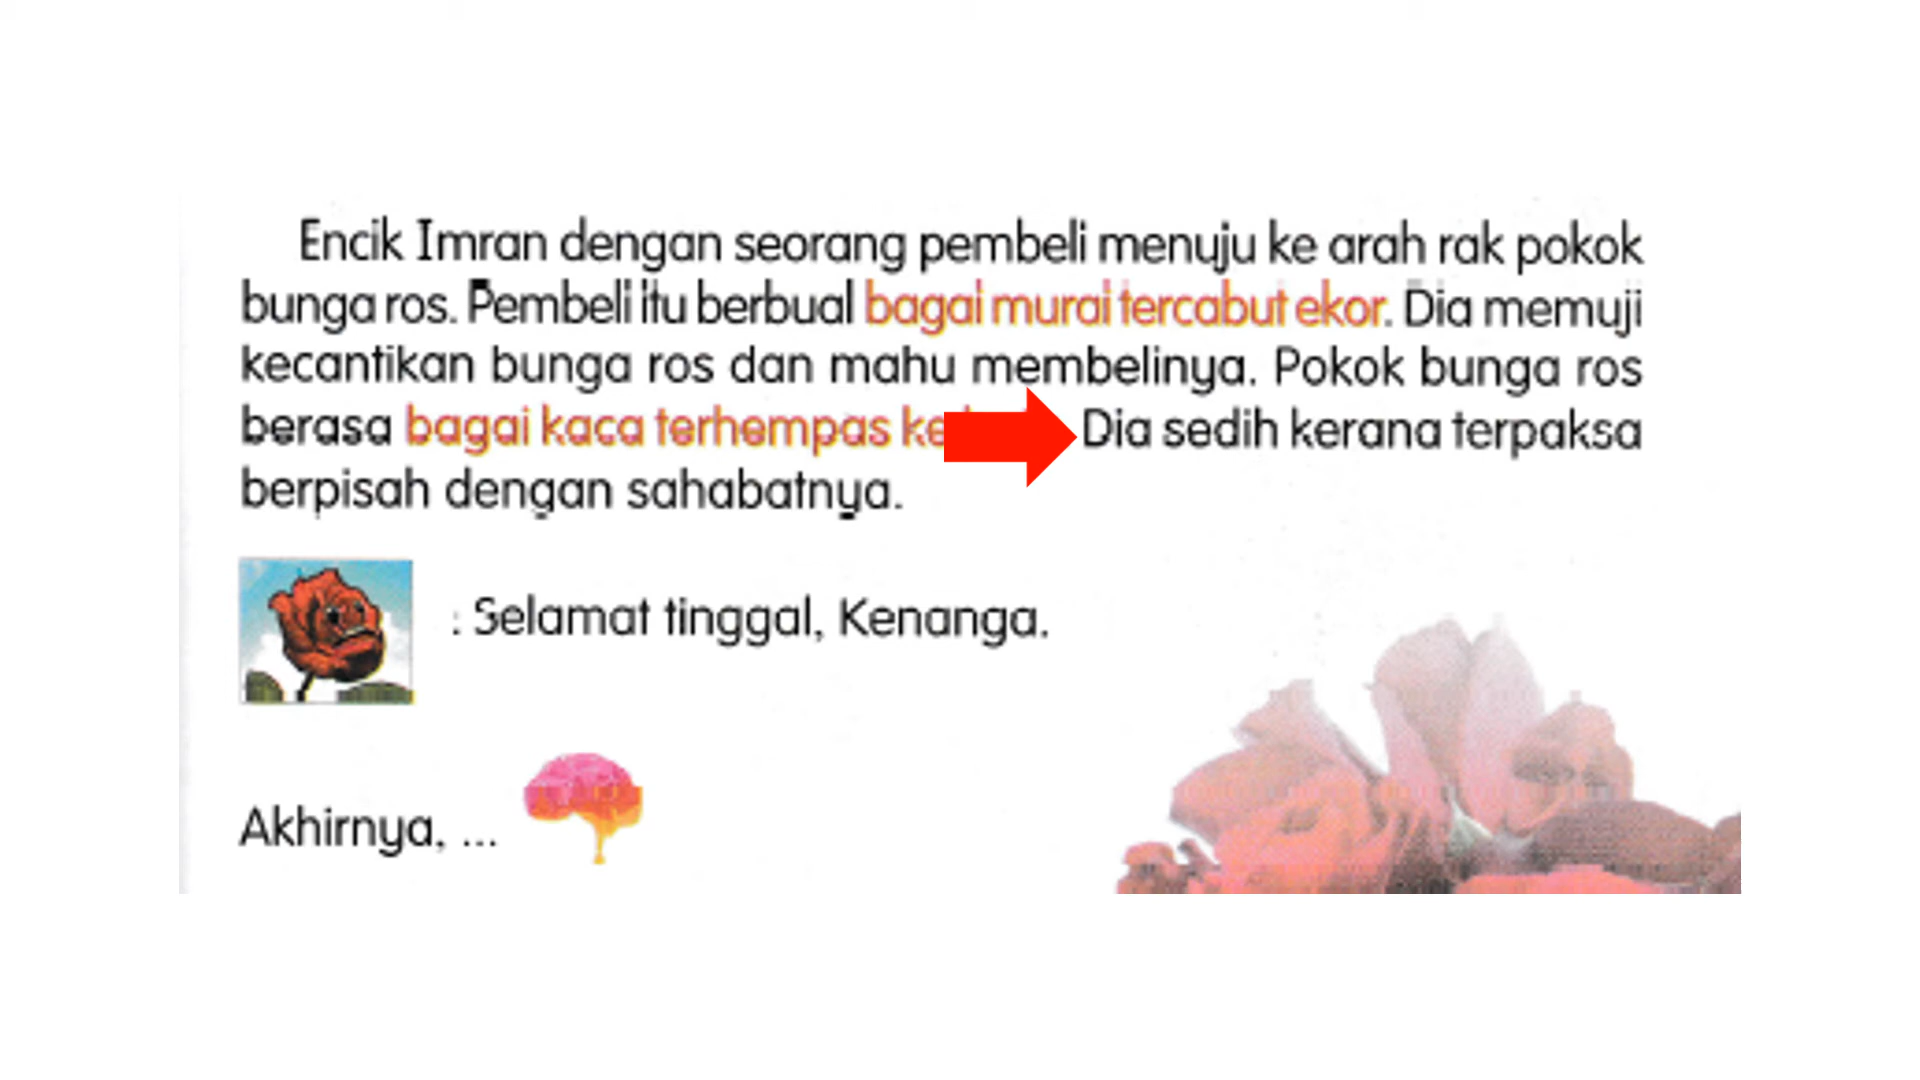 Encik Imran dengan seorang pembeli menuju ke arah rak pokok
bunga ros. Pembeli itu berbual bagai murai tercabut ekor. Dia memuji
kecantikan bunga ros dan mahu membelinya. Pokok bunga ros
berasa bagai kaca terhempas Dia sedih kerana terpaksa
berpisah dengan sahabatnya.
: Selamat tinggal, Kenanga.
Akhirnya, ...